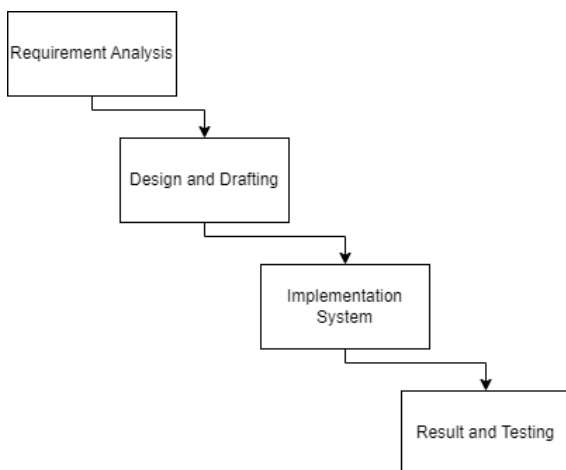 Requirement Analysis
Design and Drafting
Implementation
System
Result and Testing